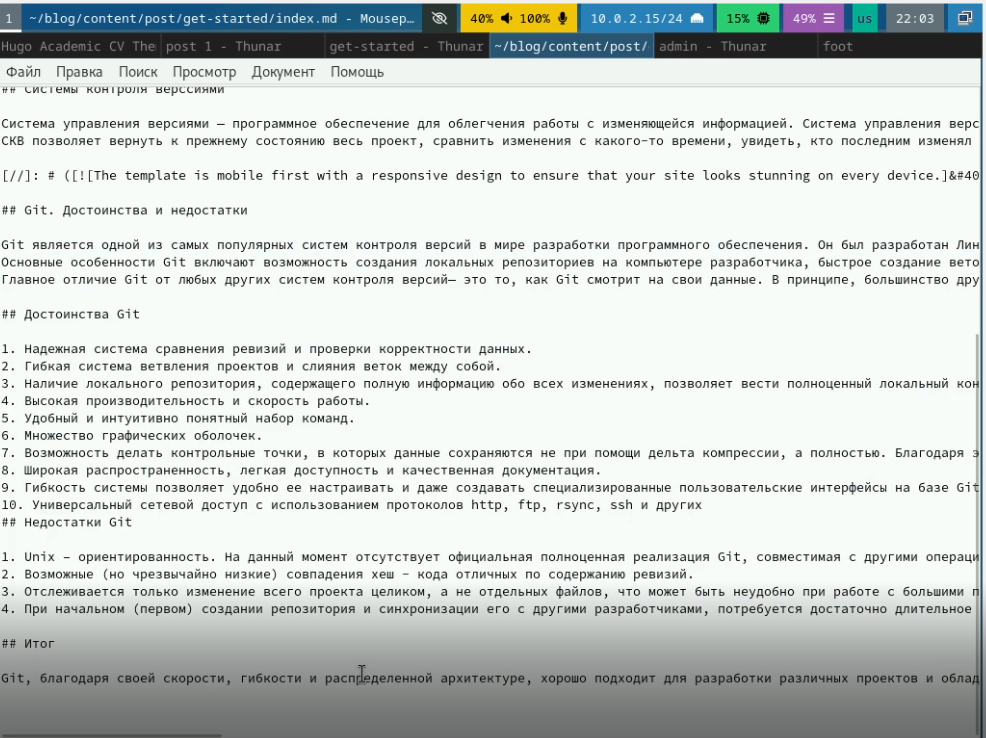 1 ~/blog/content/post/get-started/index.md - Mousep… 40% 100% 10.0.2.15/24 15% 49% us 22:03
Hugo Academic CV The post 1 - Thunar get-started - Thunar ~/blog/content/post/ admin - Thunar foot
Файл Правка Поиск Просмотр Документ Помощь
## Системы контроля верссиями
Система управления версиями — программное обеспечение для облегчения работы с изменяющейся информацией. Система управления верс
СКВ позволяет вернуть к прежнему состоянию весь проект, сравнить изменения с какого-то времени, увидеть, кто последним изменял
[//]: # ([![The template is mobile first with a responsive design to ensure that your site looks stunning on every device.]&#40
## Git. Достоинства и недостатки
Git является одной из самых популярных систем контроля версий в мире разработки программного обеспечения. Он был разработан Лин
Основные особенности Git включают возможность создания локальных репозиториев на компьютере разработчика, быстрое создание вето
Главное отличие Git от любых других систем контроля версий— это то, как Git смотрит на свои данные. В принципе, большинство дру
## Достоинства Git
1. Надежная система сравнения ревизий и проверки корректности данных.
2. Гибкая система ветвления проектов и слияния веток между собой.
3. Наличие локального репозитория, содержащего полную информацию обо всех изменениях, позволяет вести полноценный локальный кон
4. Высокая производительность и скорость работы.
5. Удобный и интуитивно понятный набор команд.
6. Множество графических оболочек.
7. Возможность делать контрольные точки, в которых данные сохраняются не при помощи дельта компрессии, а полностью. Благодаря э
8. Широкая распространенность, легкая доступность и качественная документация.
9. Гибкость системы позволяет удобно ее настраивать и даже создавать специализированные пользовательские интерфейсы на базе Git
10. Универсальный сетевой доступ с использованием протоколов http, ftp, rsync, ssh и других
## Недостатки Git
1. Unix – ориентированность. На данный момент отсутствует официальная полноценная реализация Git, совместимая с другими операци
2. Возможные (но чрезвычайно низкие) совпадения хеш – кода отличных по содержанию ревизий.
3. Отслеживается только изменение всего проекта целиком, а не отдельных файлов, что может быть неудобно при работе с большими п
4. При начальном (первом) создании репозитория и синхронизации его с другими разработчиками, потребуется достаточно длительное
## Итог
Git, благодаря своей скорости, гибкости и распределенной архитектуре, хорошо подходит для разработки различных проектов и облад